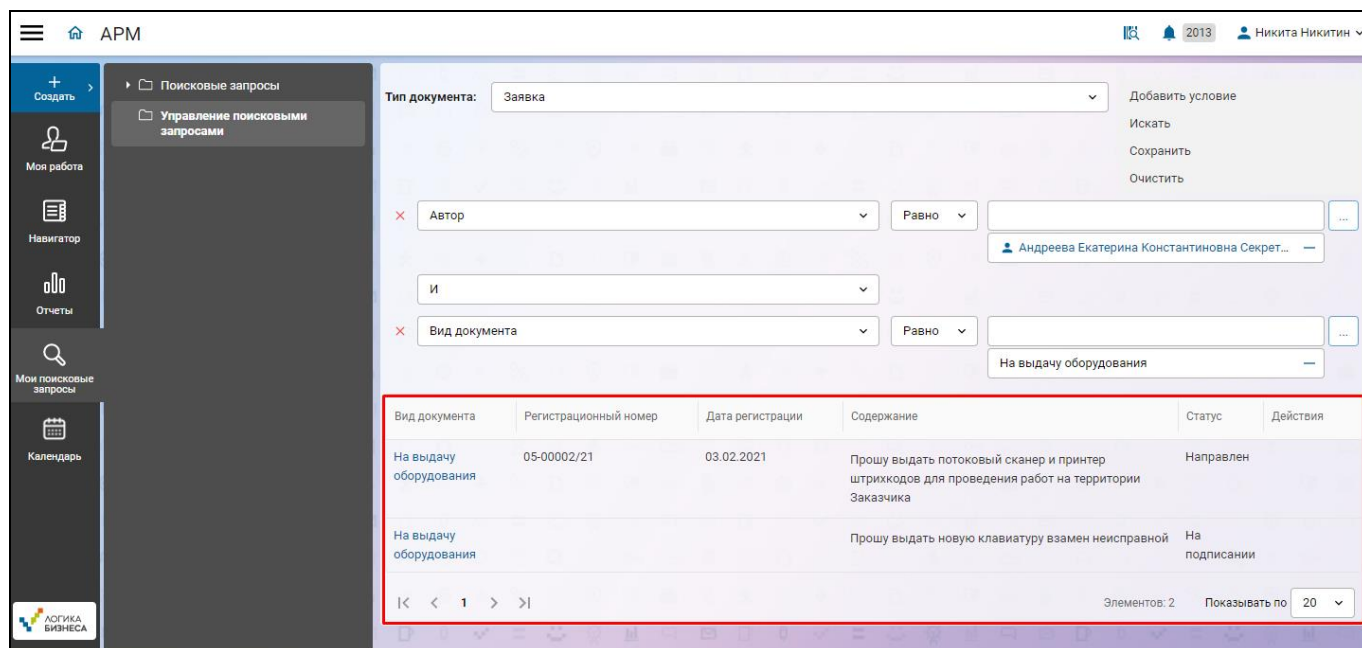 АРМ
2013
Никита Никитин
Создать
Моя работа
Навигатор
Отчеты
Мои поисковые
запросы
Календарь
ЛОГИКА
БИЗНЕСА
Поисковые запросы
Управление поисковыми
запросами
Тип документа:
Заявка
Добавить условие
Искать
Сохранить
Очистить
Автор
Равно
...
Андреева Екатерина Константиновна Секрет...
И
Вид документа
Равно
...
На выдачу оборудования
Вид документа
Регистрационный номер
Дата регистрации
Содержание
Статус
Действия
На выдачу
оборудования
05-00002/21
03.02.2021
Прошу выдать потоковый сканер и принтер
штрихкодов для проведения работ на территории
Заказчика
Направлен
На выдачу
оборудования
Прошу выдать новую клавиатуру взамен неисправной
На
подписании
1
Элементов: 2
Показывать по
20